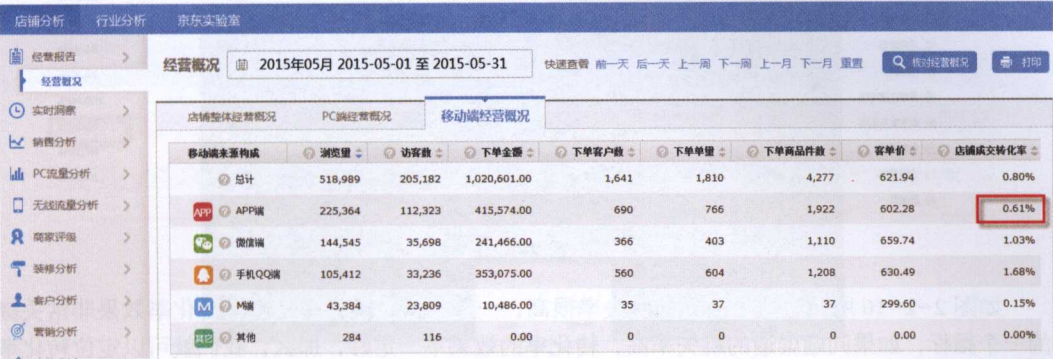 店铺分析 行业分析 京东实验室
经营报告
经营概况
实时洞察
销售分析
PC流量分析
无线流量分析
商家评级
装修分析
客户分析
营销分析
经营概况 2015年05月 2015-05-01 至 2015-05-31 快速查看 前一天 后一天 上一周 下一周 上一月 下一月 重置 核对经营概况 打印
店铺整体经营概况 PC端经营概况 移动端经营概况
移动端来源构成 浏览量 访客数 下单金额 下单客户数 下单单量 下单商品件数 客单价 店铺成交转化率
总计 518,989 205,182 1,020,601.00 1,641 1,810 4,277 621.94 0.80%
APP APP端 225,364 112,323 415,574.00 690 766 1,922 602.28 0.61%
微信端 144,545 35,698 241,466.00 366 403 1,110 659.74 1.03%
手机QQ端 105,412 33,236 353,075.00 560 604 1,208 630.49 1.68%
M M端 43,384 23,809 10,486.00 35 37 37 299.60 0.15%
其它 其他 284 116 0.00 0 0 0 0.00 0.00%